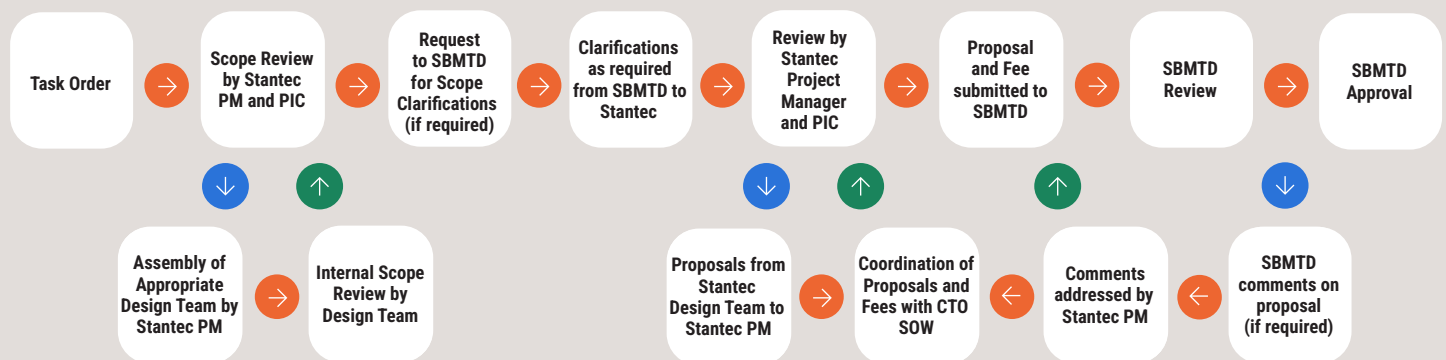 Task Order
Scope Review
by Stantec
PM and PIC
Request
to SBMTD
for Scope
Clarifications
(if required)
Clarifications
as required
from SBMTD to
Stantec
Review by
Stantec
Project
Manager
and PIC
Proposal
and Fee
submitted to
SBMTD
SBMTD
Review
SBMTD
Approval
Assembly of
Appropriate
Design Team by
Stantec PM
Internal Scope
Review by
Design Team
Proposals from
Stantec
Design Team to
Stantec PM
Coordination of
Proposals and
Fees with CTO
SOW
Comments
addressed by
Stantec PM
SBMTD
comments on
proposal
(if required)